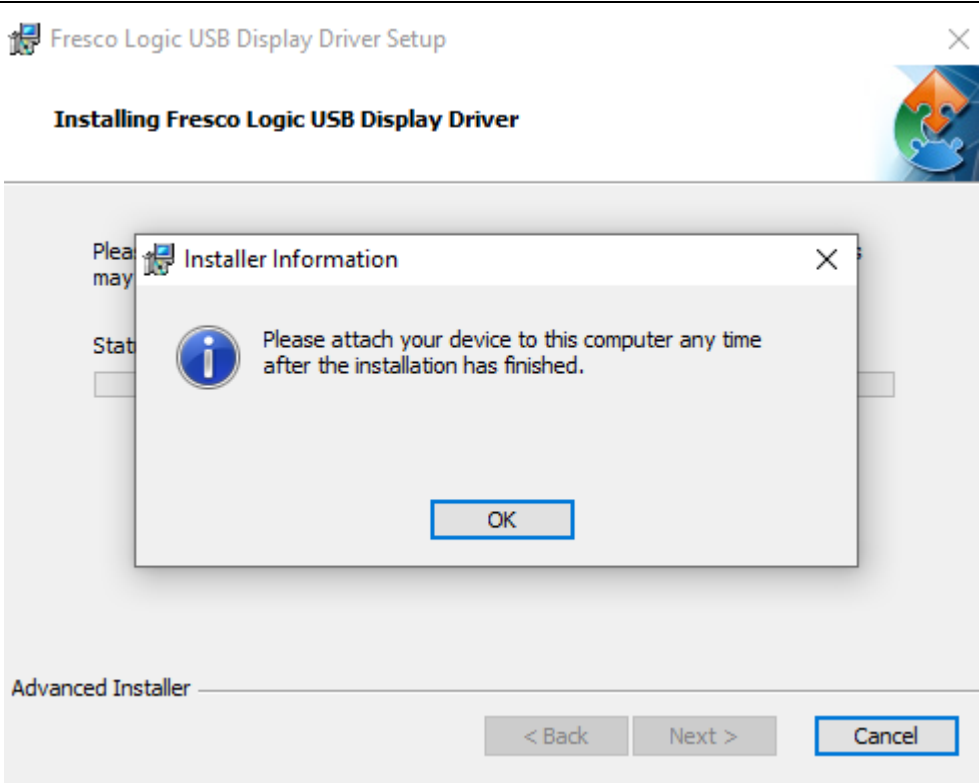 Fresco Logic USB Display Driver Setup
Installing Fresco Logic USB Display Driver
may
Installer Information
Please attach your device to this computer any time
after the installation has finished.
OK
Advanced Installer
< Back
Next >
Cancel